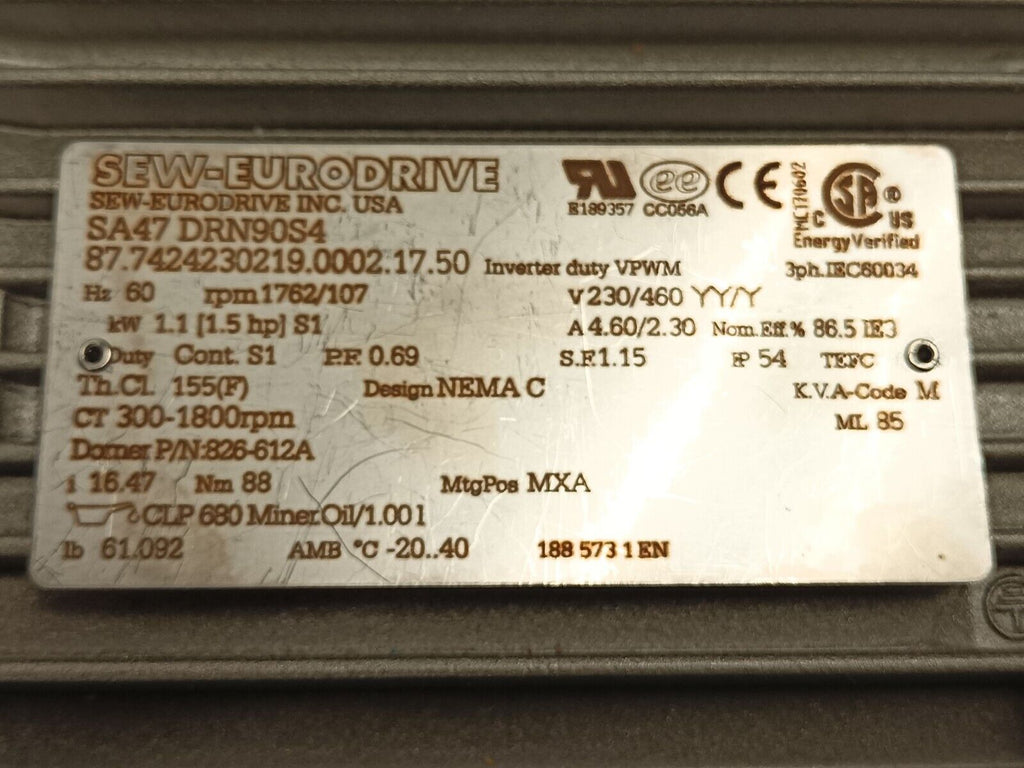 SEW-EURODRIVE
SEW-EURODRIVE INC. USA
E189357 CC056A
EMC170602
C US
Energy Verified
SA47 DRN90S4
87.7424230219.0002.17.50 Inverter duty VPWM 3ph.IEC60034
Hz 60 rpm 1762/107 V 230/460 YY/Y
kW 1.1 [1.5 hp] S1 A 4.60/2.30 Nom.Eff.% 86.5 IE3
Duty Cont. S1 P.F. 0.69 S.F.1.15 IP 54 TEFC
Th.Cl. 155(F) Design NEMA C K.V.A-Code M
CT 300-1800rpm ML 85
Dorner P/N:826-612A
i 16.47 Nm 88 MtgPos MXA
CLP 680 Miner.Oil/1.00 l
lb 61.092 AMB °C -20..40 188 573 1 EN